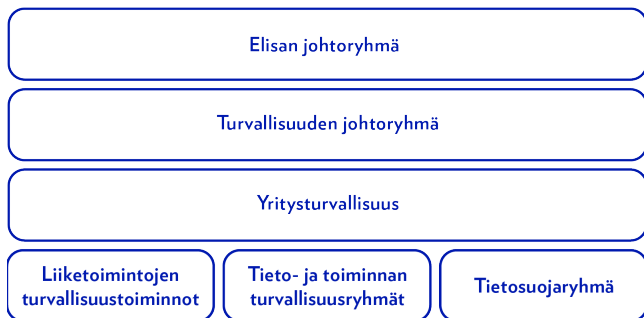 Elisan johtoryhmä
Turvallisuuden johtoryhmä
Yritysturvallisuus
Liiketoimintojen
turvallisuustoiminnot
Tieto- ja toiminnan
turvallisuusryhmät
Tietosuojaryhmä